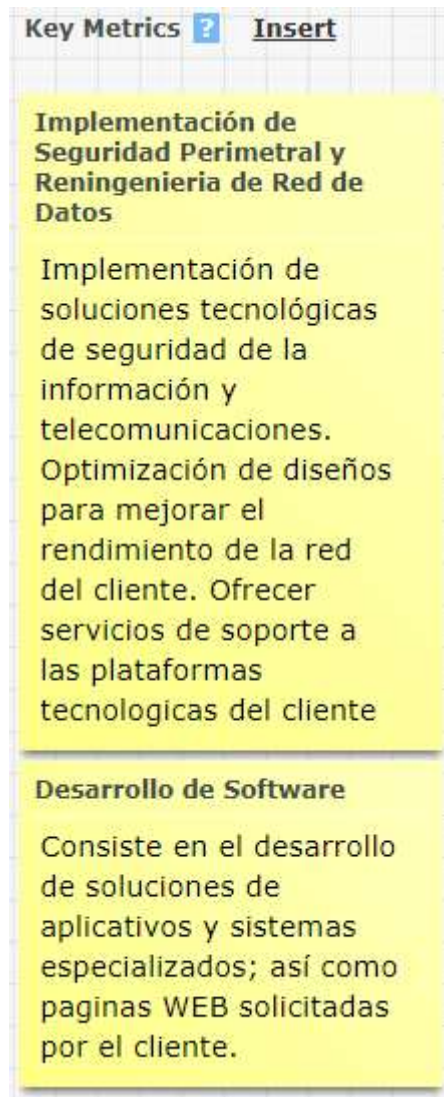 Key Metrics ? Insert
Implementación de
Seguridad Perimetral y
Reningenieria de Red de
Datos
Implementación de
soluciones tecnológicas
de seguridad de la
información y
telecomunicaciones.
Optimización de diseños
para mejorar el
rendimiento de la red
del cliente. Ofrecer
servicios de soporte a
las plataformas
tecnologicas del cliente
Desarrollo de Software
Consiste en el desarrollo
de soluciones de
aplicativos y sistemas
especializados; así como
paginas WEB solicitadas
por el cliente.